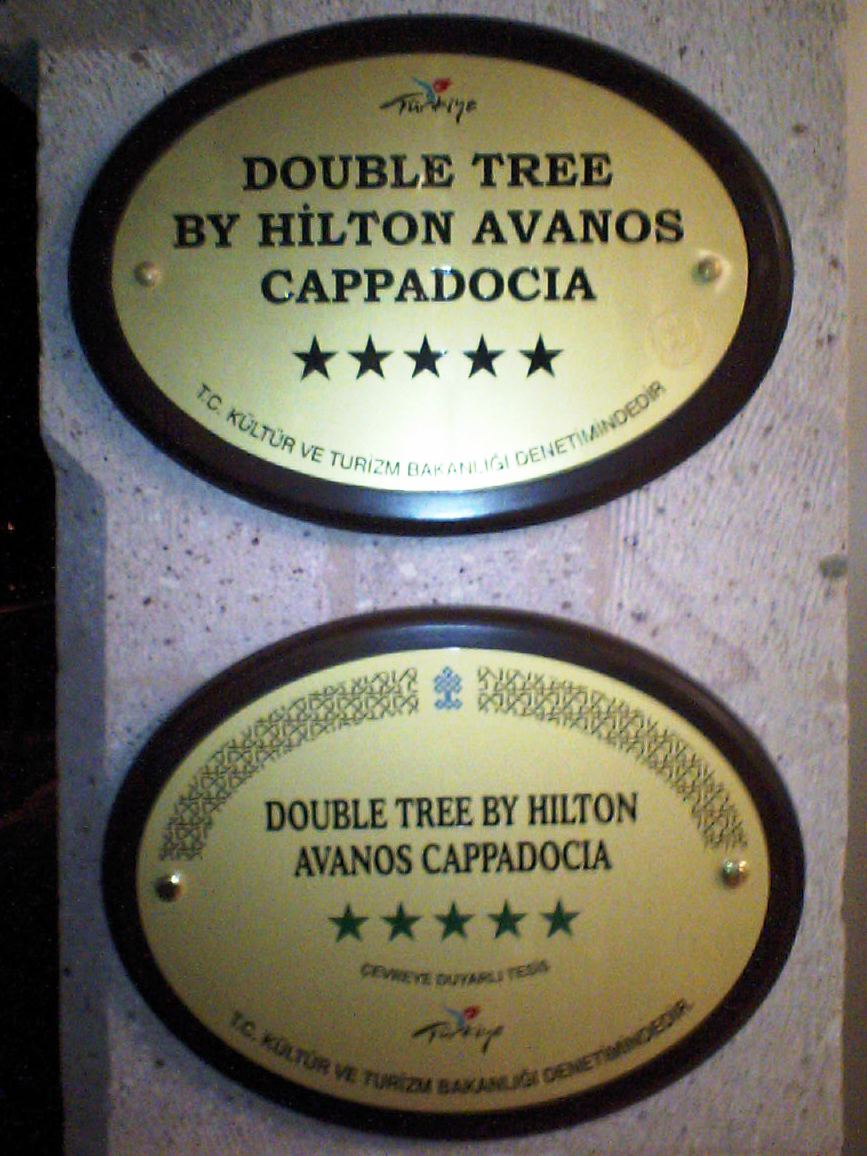 Türkiye
DOUBLE TREE
BY HİLTON AVANOS
CAPPADOCIA
T.C. KÜLTÜR VE TURİZM BAKANLIĞI DENETİMİNDEDİR
DOUBLE TREE BY HILTON
AVANOS CAPPADOCIA
ÇEVREYE DUYARLI TESİS
Türkiye
T.C. KÜLTÜR VE TURİZM BAKANLIĞI DENETİMİNDEDİR.